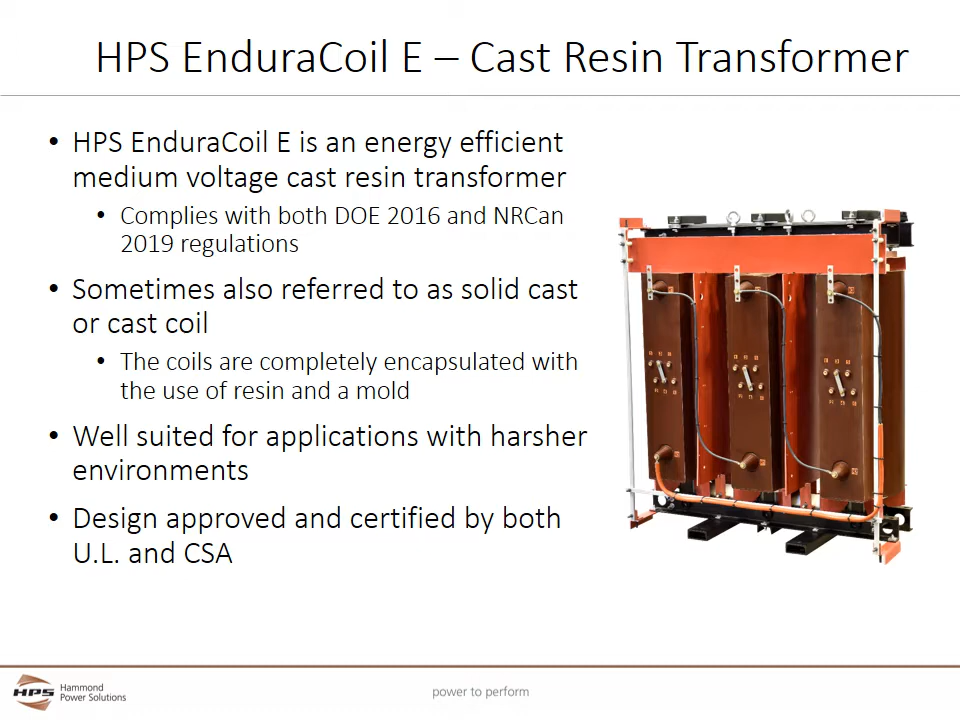 HPS EnduraCoil E – Cast Resin Transformer
• HPS EnduraCoil E is an energy efficient
medium voltage cast resin transformer
• Complies with both DOE 2016 and NRCan
2019 regulations
• Sometimes also referred to as solid cast
or cast coil
• The coils are completely encapsulated with
the use of resin and a mold
• Well suited for applications with harsher
environments
• Design approved and certified by both
U.L. and CSA
HPS Hammond
Power Solutions
power to perform